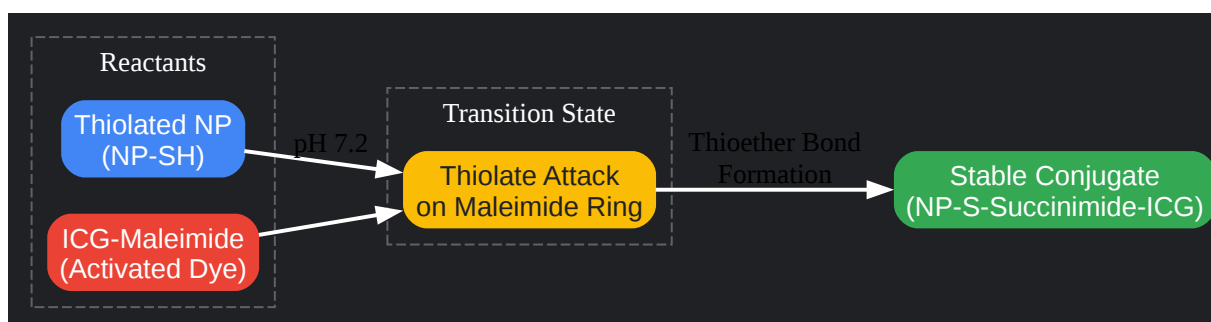 Reactants
Thiolated NP
(NP-SH)
ICG-Maleimide
(Activated Dye)
pH 7.2
Transition State
Thiolate Attack
on Maleimide Ring
Thioether Bond
Formation
Stable Conjugate
(NP-S-Succinimide-ICG)